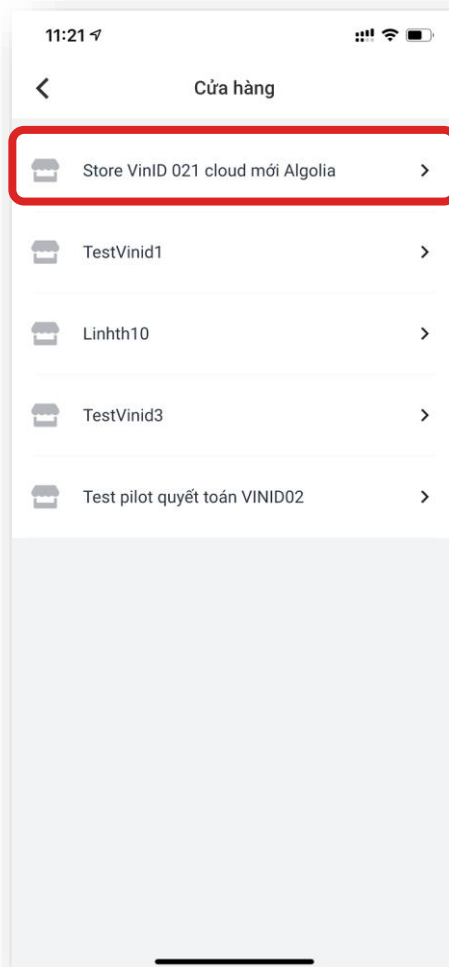 11:21
Cửa hàng
Store VinID 021 cloud mới Algolia
TestVinid1
Linhth10
TestVinid3
Test pilot quyết toán VINID02